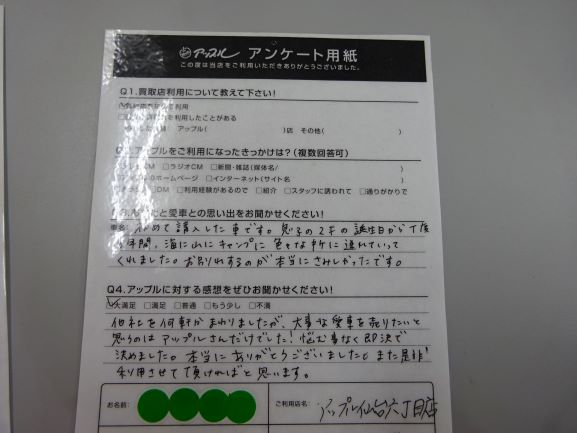 アップル アンケート用紙
この度は当店をご利用いただきありがとうございました。
Q1.買取店利用について教えて下さい!
利用
利用したことがある
アップル( )店 その他( )
アップルをご利用になったきっかけは?(複数回答可)
CM □ラジオCM □新聞・雑誌(媒体名/ )
ホームページ □インターネット(サイト名 )
□DM □利用経験があるので □紹介 □スタッフに誘われて □通りがかりで
と愛車との思い出をお聞かせください!
車名 初めて購入した車です。息子の2才の誕生日から丁度
年間、海に山にキャンプに色々な所に連れていって
くれました。お別れするのが本当にさみしかったです。
Q4.アップルに対する感想をぜひお聞かせください!
大満足 □満足 □普通 □もう少し □不満
他社を何軒かまわりましたが、大事な愛車を売りたいと
思うのはアップルさんだけでした!悩む事なく即決で
決めました。本当にありがとうございました。また是非
利用させて頂ければと思います。
お名前:
ご利用店名:
アップル仙台六丁目店